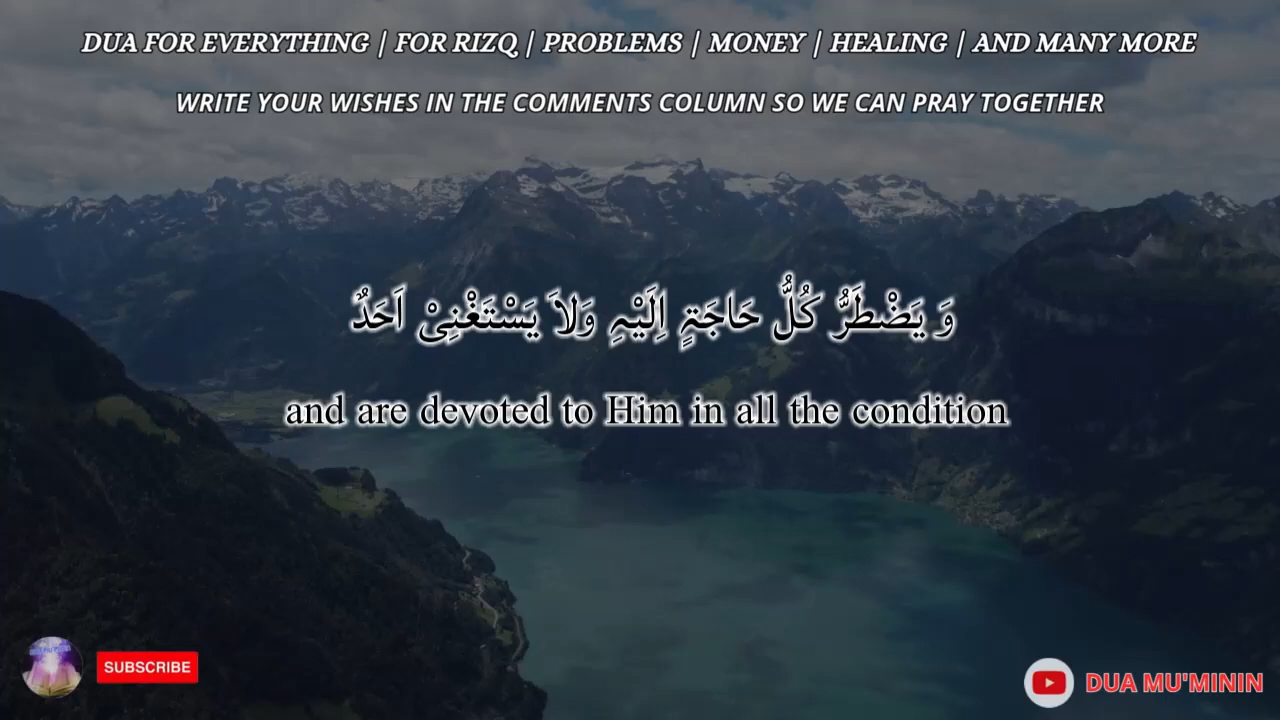 DUA FOR EVERYTHING | FOR RIZQ | PROBLEMS | MONEY | HEALING | AND MANY MORE
WRITE YOUR WISHES IN THE COMMENTS COLUMN SO WE CAN PRAY TOGETHER
وَ يَضْطَرُّ كُلُّ حَاجَةٍ اِلَيْهِ وَلاَ يَسْتَغْنِىْ اَحَدٌ
and are devoted to Him in all the condition
SUBSCRIBE
DUA MU'MININ